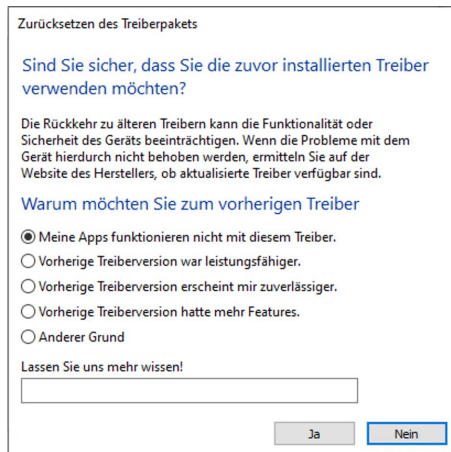 Zurücksetzen des Treiberpakets
Sind Sie sicher, dass Sie die zuvor installierten Treiber
verwenden möchten?
Die Rückkehr zu älteren Treibern kann die Funktionalität oder
Sicherheit des Geräts beeinträchtigen. Wenn die Probleme mit dem
Gerät hierdurch nicht behoben werden, ermitteln Sie auf der
Website des Herstellers, ob aktualisierte Treiber verfügbar sind.
Warum möchten Sie zum vorherigen Treiber
Meine Apps funktionieren nicht mit diesem Treiber.
Vorherige Treiberversion war leistungsfähiger.
Vorherige Treiberversion erscheint mir zuverlässiger.
Vorherige Treiberversion hatte mehr Features.
Anderer Grund
Lassen Sie uns mehr wissen!
Ja
Nein